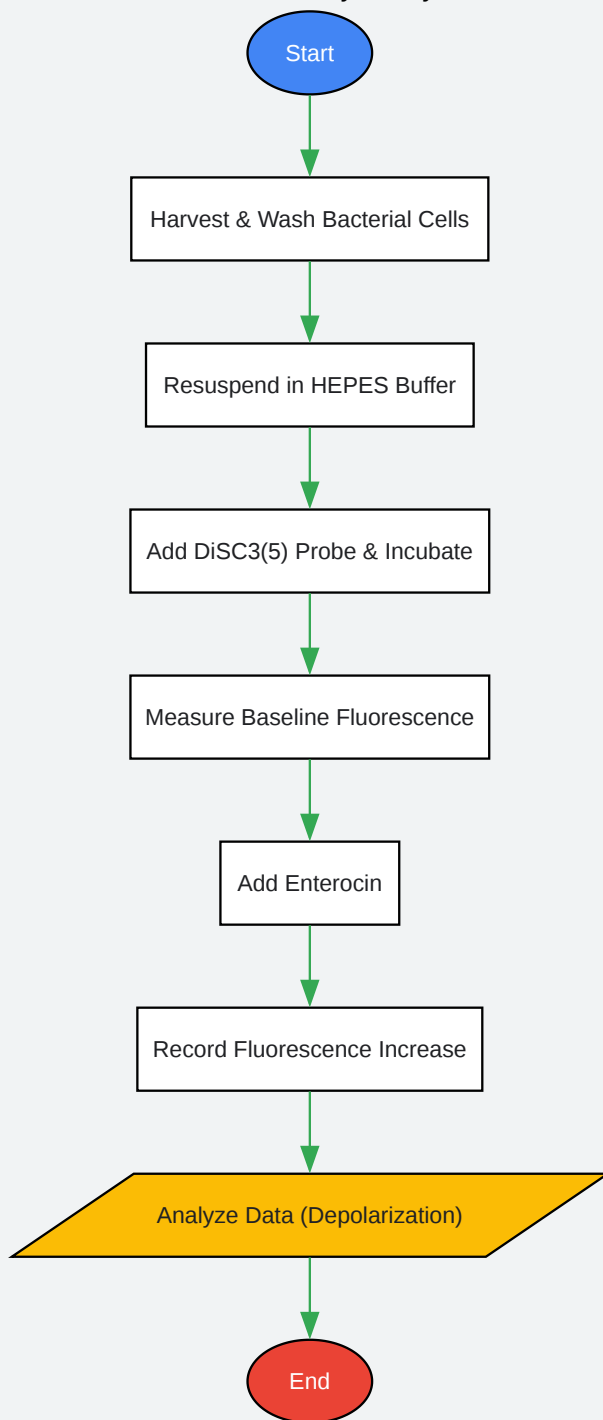 Start
Harvest & Wash Bacterial Cells
Resuspend in HEPES Buffer
Add DiSC3(5) Probe & Incubate
Measure Baseline Fluorescence
Add Enterocin
Record Fluorescence Increase
Analyze Data (Depolarization)
End